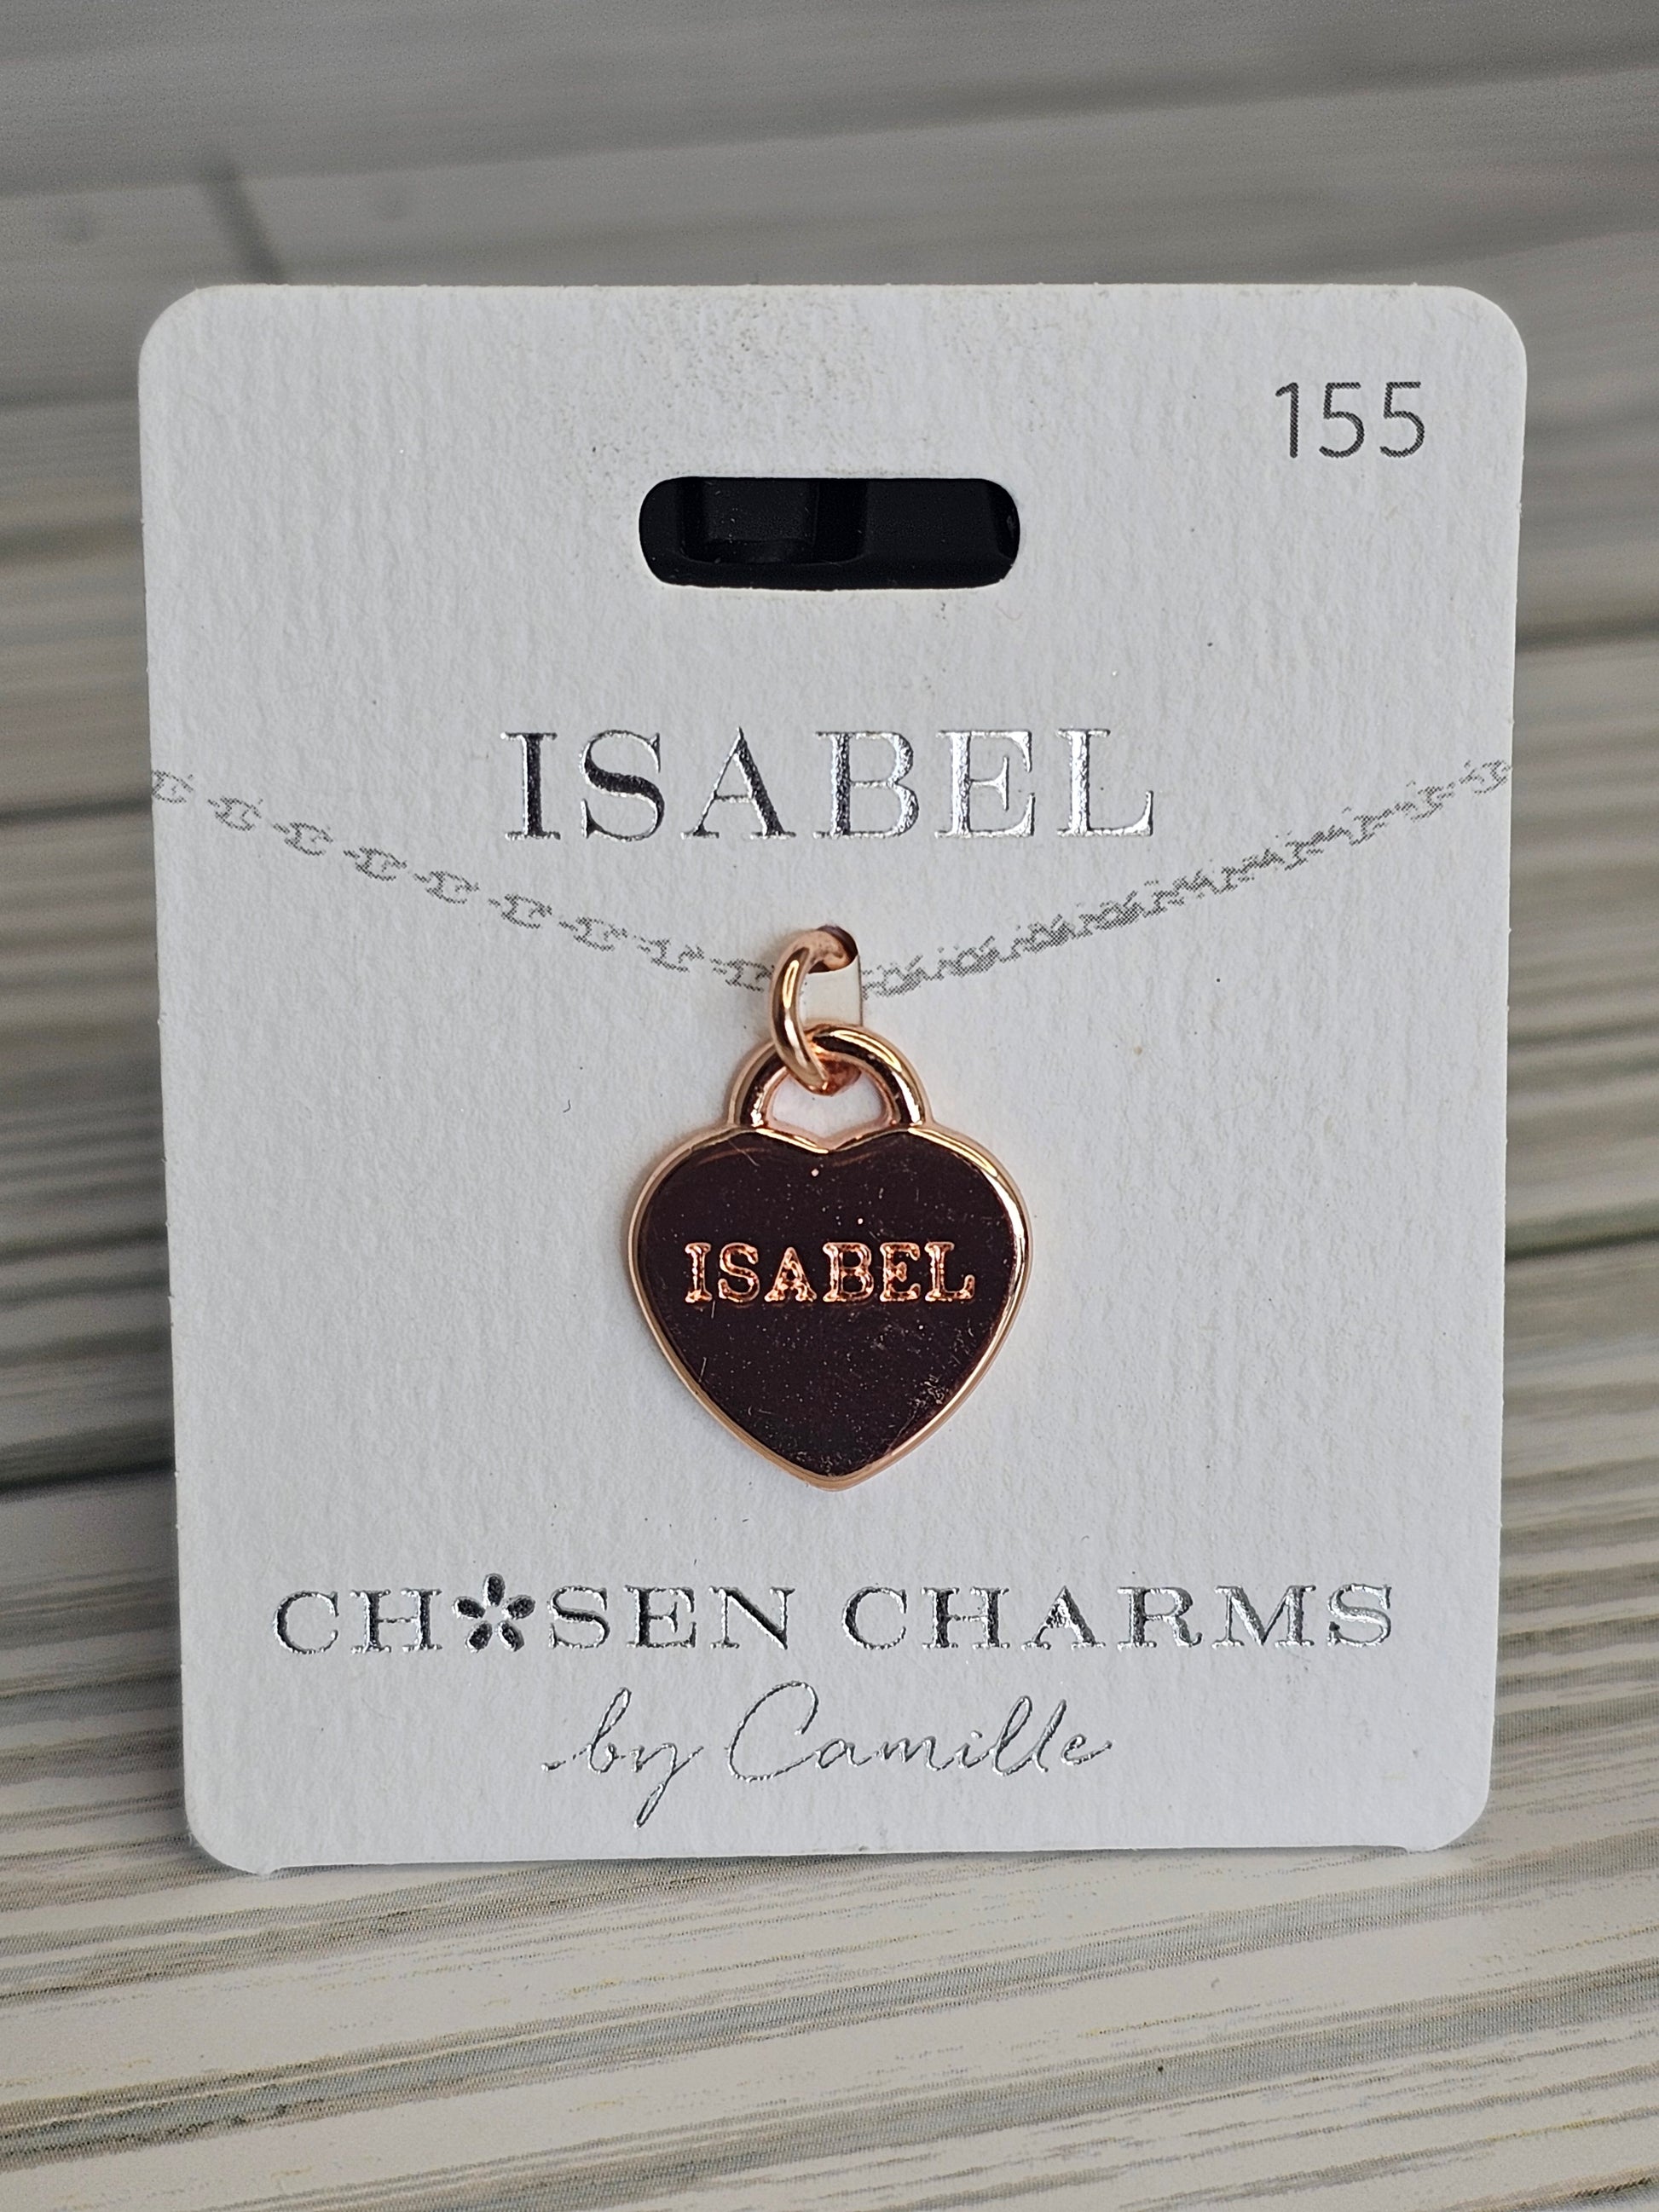 155
ISABEL
ISABEL
CHOSEN CHARMS
by Camille